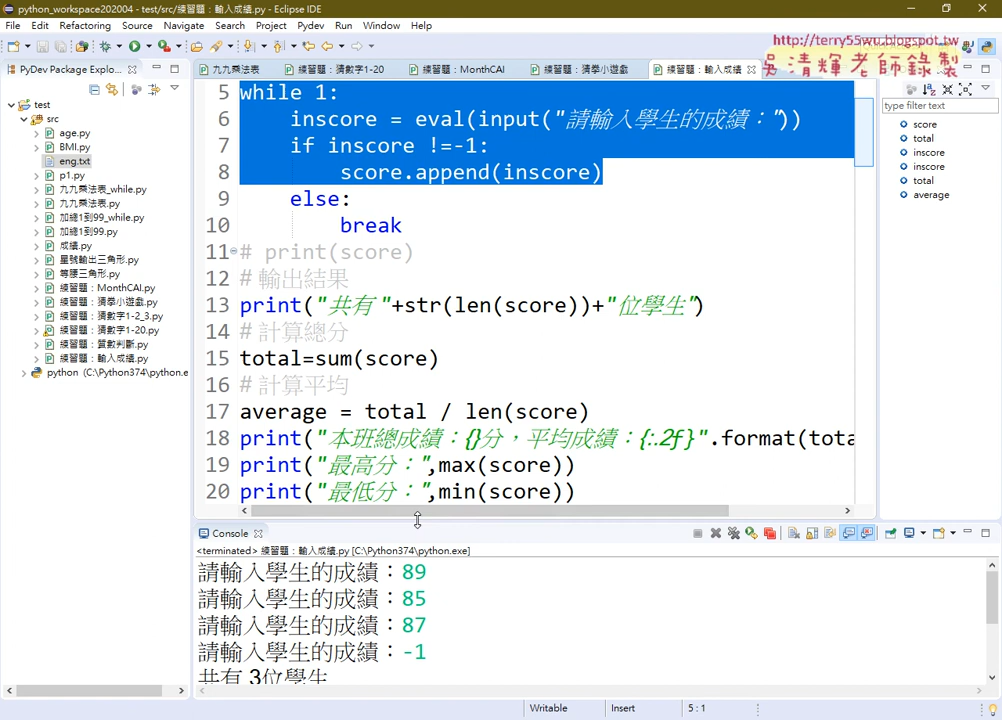 python_workspace202004 - test/src/練習題：輸入成績.py - Eclipse IDE
File Edit Refactoring Source Navigate Search Project Pydev Run Window Help
http://terry55wu.blogspot.tw
吳清輝老師錄製
PyDev Package Explo...
九九乘法表
練習題：猜數字1-20
練習題：MonthCAI
練習題：猜拳小遊戲
練習題：輸入成績
test
src
age.py
BMI.py
eng.txt
p1.py
九九乘法表_while.py
九九乘法表.py
加總1到99_while.py
加總1到99.py
成績.py
星號輸出三角形.py
等腰三角形.py
練習題：MonthCAI.py
練習題：猜拳小遊戲.py
練習題：猜數字1-2_3.py
練習題：猜數字1-20.py
練習題：質數判斷.py
練習題：輸入成績.py
python (C:\Python374\python.e
5 while 1:
6 inscore = eval(input("請輸入學生的成績："))
7 if inscore !=-1:
8 score.append(inscore)
9 else:
10 break
11 # print(score)
12 # 輸出結果
13 print("共有 "+str(len(score))+"位學生")
14 # 計算總分
15 total=sum(score)
16 # 計算平均
17 average = total / len(score)
18 print("本班總成績：{}分，平均成績：{:.2f}".format(tota
19 print("最高分：",max(score))
20 print("最低分：",min(score))
type filter text
score
total
inscore
inscore
total
average
Console
<terminated> 練習題：輸入成績.py [C:\Python374\python.exe]
請輸入學生的成績：89
請輸入學生的成績：85
請輸入學生的成績：87
請輸入學生的成績：-1
共有 3位學生
Writable Insert 5 : 1